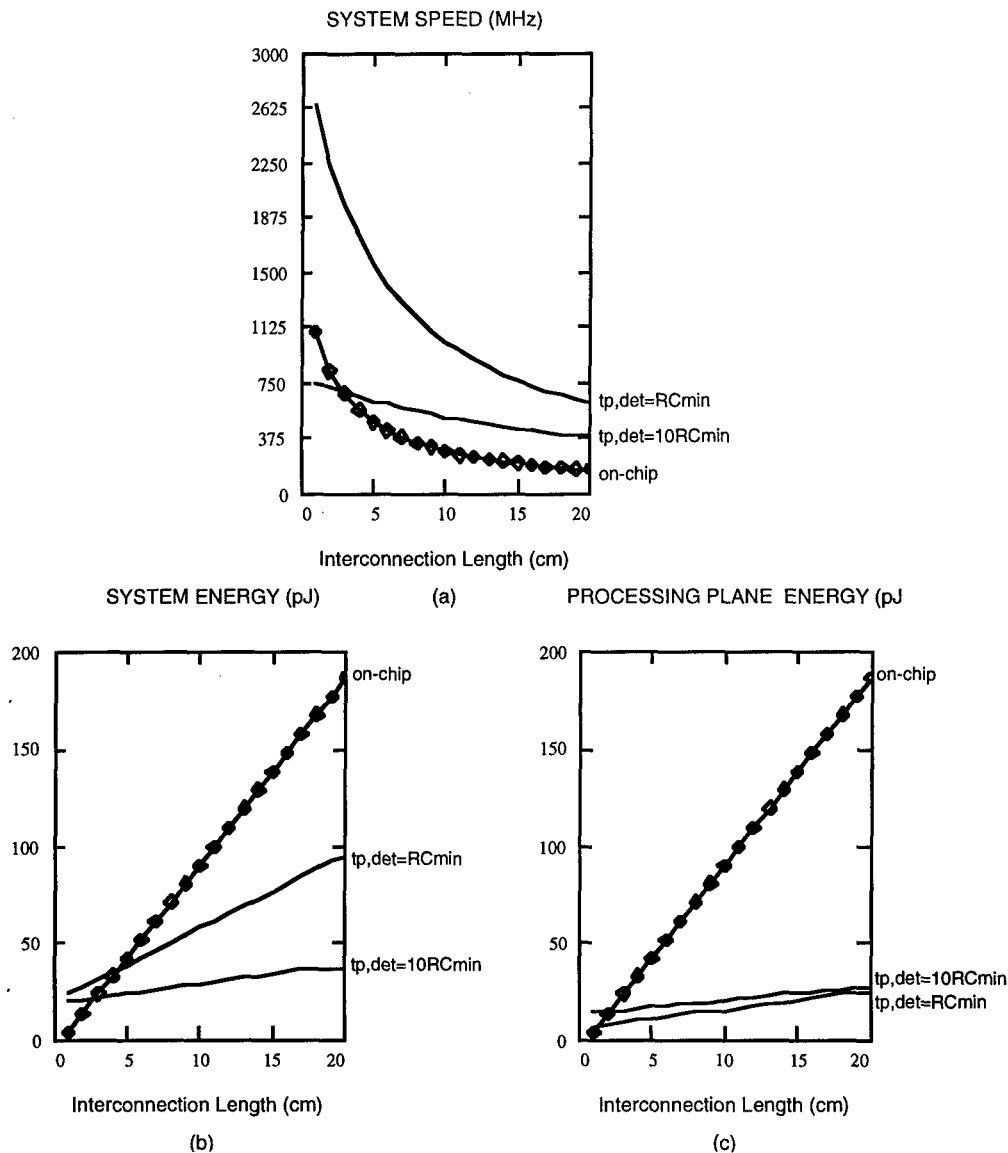 SYSTEM SPEED (MHz)
3000
2625
2250
1875
1500
1125
750
375
0
tp,det=RCmin
tp,det=10RCmin
on-chip
0 5 10 15 20
Interconnection Length (cm)
(a)
SYSTEM ENERGY (pJ)
200
150
100
50
0
on-chip
tp,det=RCmin
tp,det=10RCmin
0 5 10 15 20
Interconnection Length (cm)
(b)
PROCESSING PLANE ENERGY (pJ
200
150
100
50
0
on-chip
tp,det=10RCmin
tp,det=RCmin
0 5 10 15 20
Interconnection Length (cm)
(c)